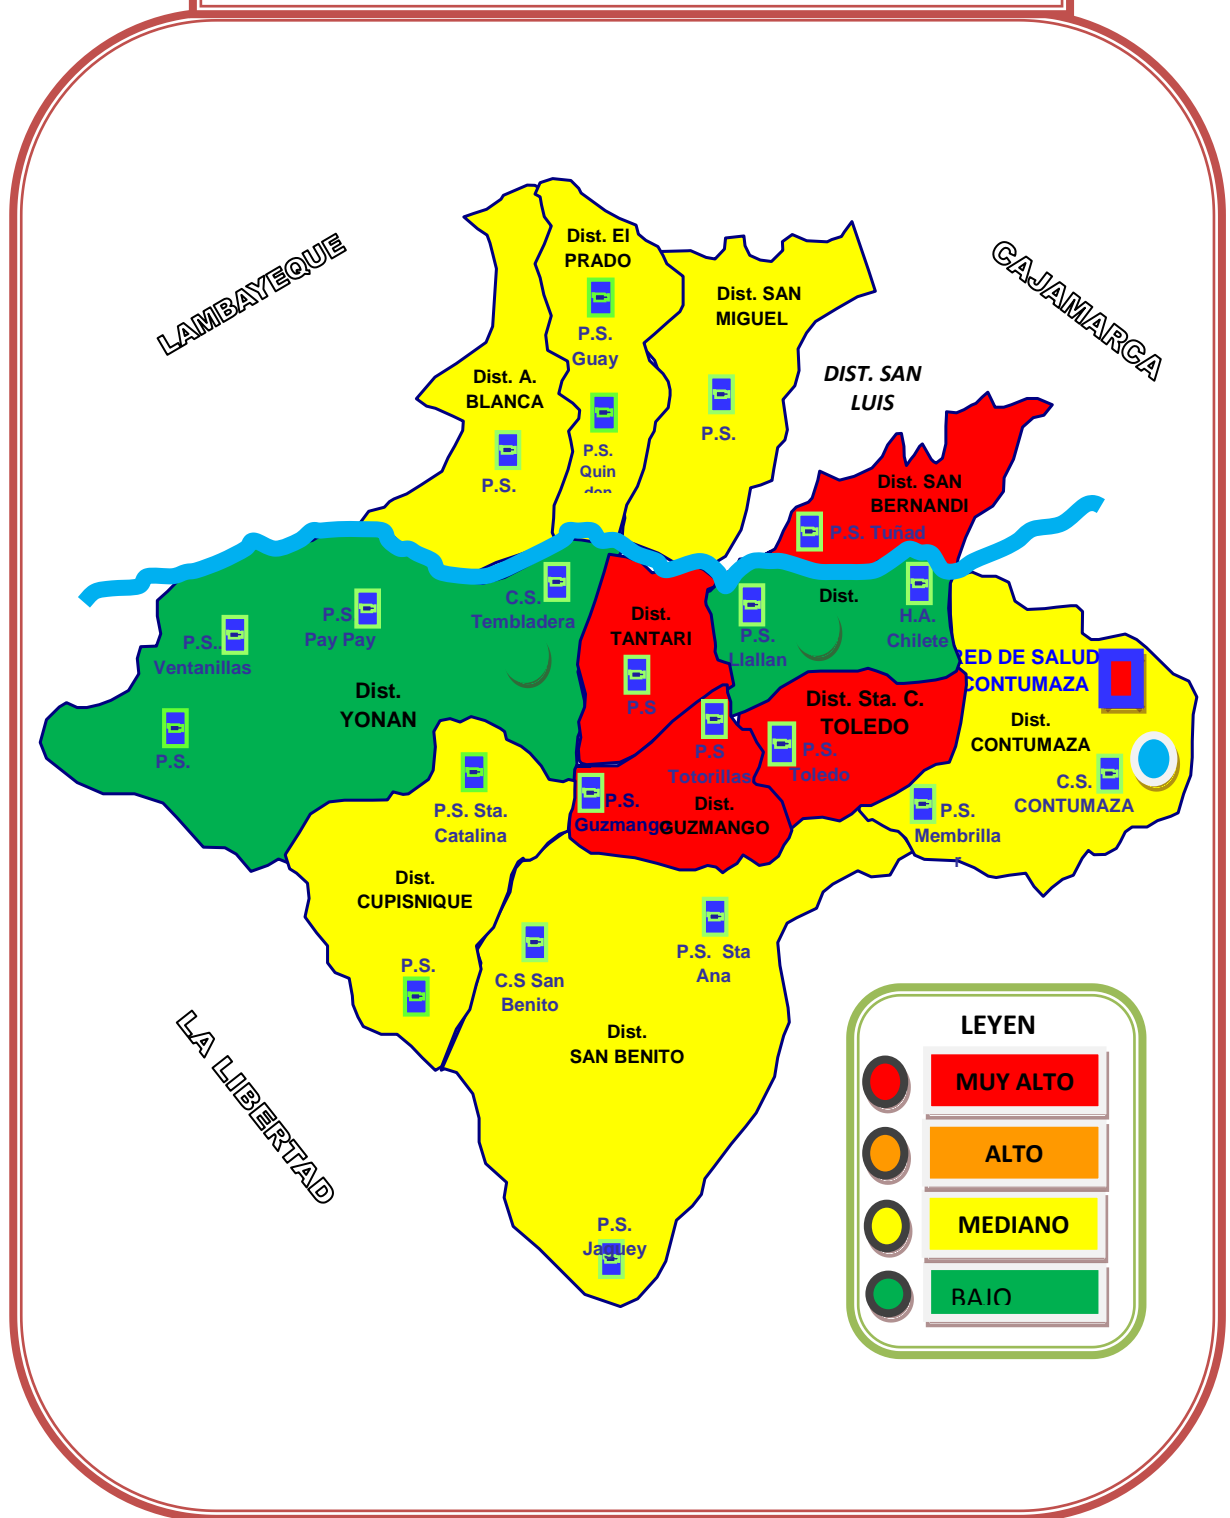 LAMBAYEQUE
CAJAMARCA
Dist. El
PRADO
P.S.
Guay
P.S.
Quin
Dist. SAN
MIGUEL
P.S.
DIST. SAN
LUIS
Dist. A.
BLANCA
P.S.
Dist. SAN
BERNANDI
P.S. Tuñad
C.S.
Tembladera
P.S
Pay Pay
P.S..
Ventanillas
P.S.
Dist.
YONAN
Dist.
TANTARI
P.S
Dist.
P.S.
Llallan
H.A.
Chilete
RED DE SALUD
CONTUMAZA
Dist.
CONTUMAZA
C.S.
CONTUMAZA
P.S.
Membrilla
r
Dist. Sta. C.
TOLEDO
P.S.
Toledo
P.S
Totorillas
P.S.
Guzmango
Dist.
GUZMANGO
P.S. Sta.
Catalina
Dist.
CUPISNIQUE
P.S.
C.S San
Benito
P.S. Sta
Ana
Dist.
SAN BENITO
P.S.
Jaguey
LA LIBERTAD
LEYEN
MUY ALTO
ALTO
MEDIANO
BAJO